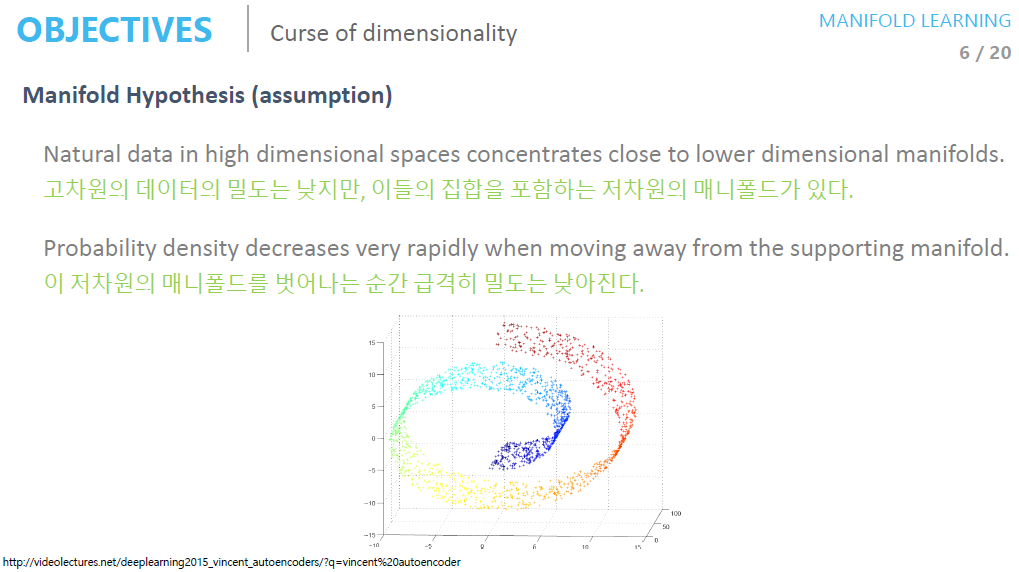 OBJECTIVES
Curse of dimensionality
MANIFOLD LEARNING
6 / 20
Manifold Hypothesis (assumption)
Natural data in high dimensional spaces concentrates close to lower dimensional manifolds.
고차원의 데이터의 밀도는 낮지만, 이들의 집합을 포함하는 저차원의 매니폴드가 있다.
Probability density decreases very rapidly when moving away from the supporting manifold.
이 저차원의 매니폴드를 벗어나는 순간 급격히 밀도는 낮아진다.
15
10
5
0
-5
-10
-15
-10
-5
0
5
10
15
0
50
100
http://videolectures.net/deeplearning2015_vincent_autoencoders/?q=vincent%20autoencoder